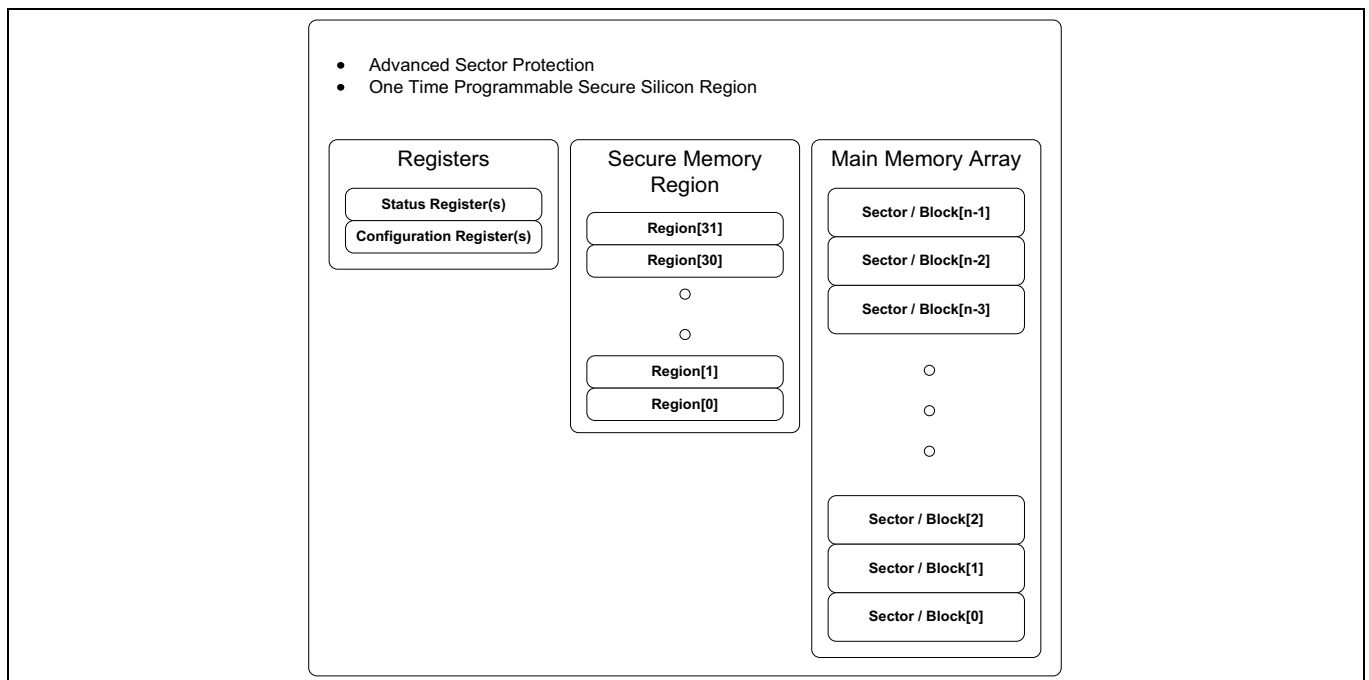 • Advanced Sector Protection
• One Time Programmable Secure Silicon Region
Registers
Status Register(s)
Configuration Register(s)
Secure Memory
Region
Region[31]
Region[30]
Region[1]
Region[0]
Main Memory Array
Sector / Block[n-1]
Sector / Block[n-2]
Sector / Block[n-3]
Sector / Block[2]
Sector / Block[1]
Sector / Block[0]